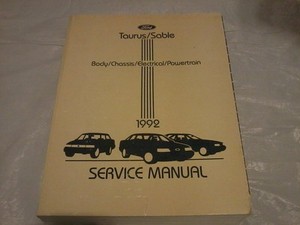 Ford
Taurus/Sable
Body/Chassis/Electrical/Powertrain
1992
SERVICE MANUAL